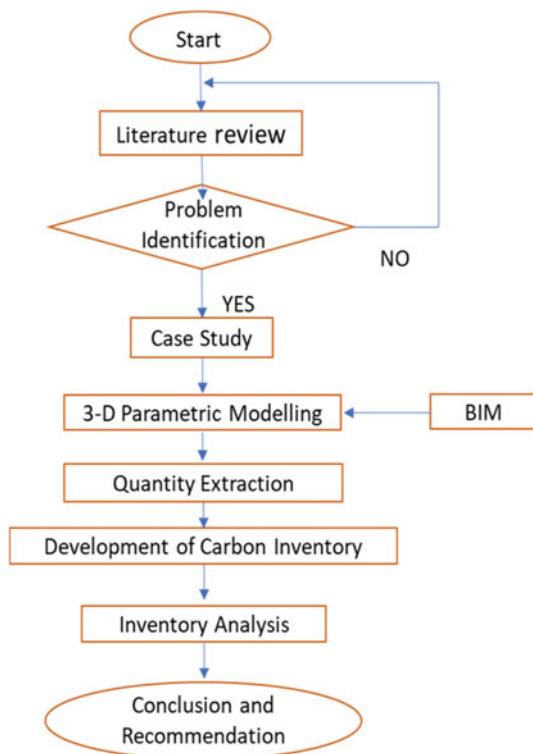 Start
Literature review
Problem
Identification
NO
YES
Case Study
3-D Parametric Modelling
BIM
Quantity Extraction
Development of Carbon Inventory
Inventory Analysis
Conclusion and
Recommendation